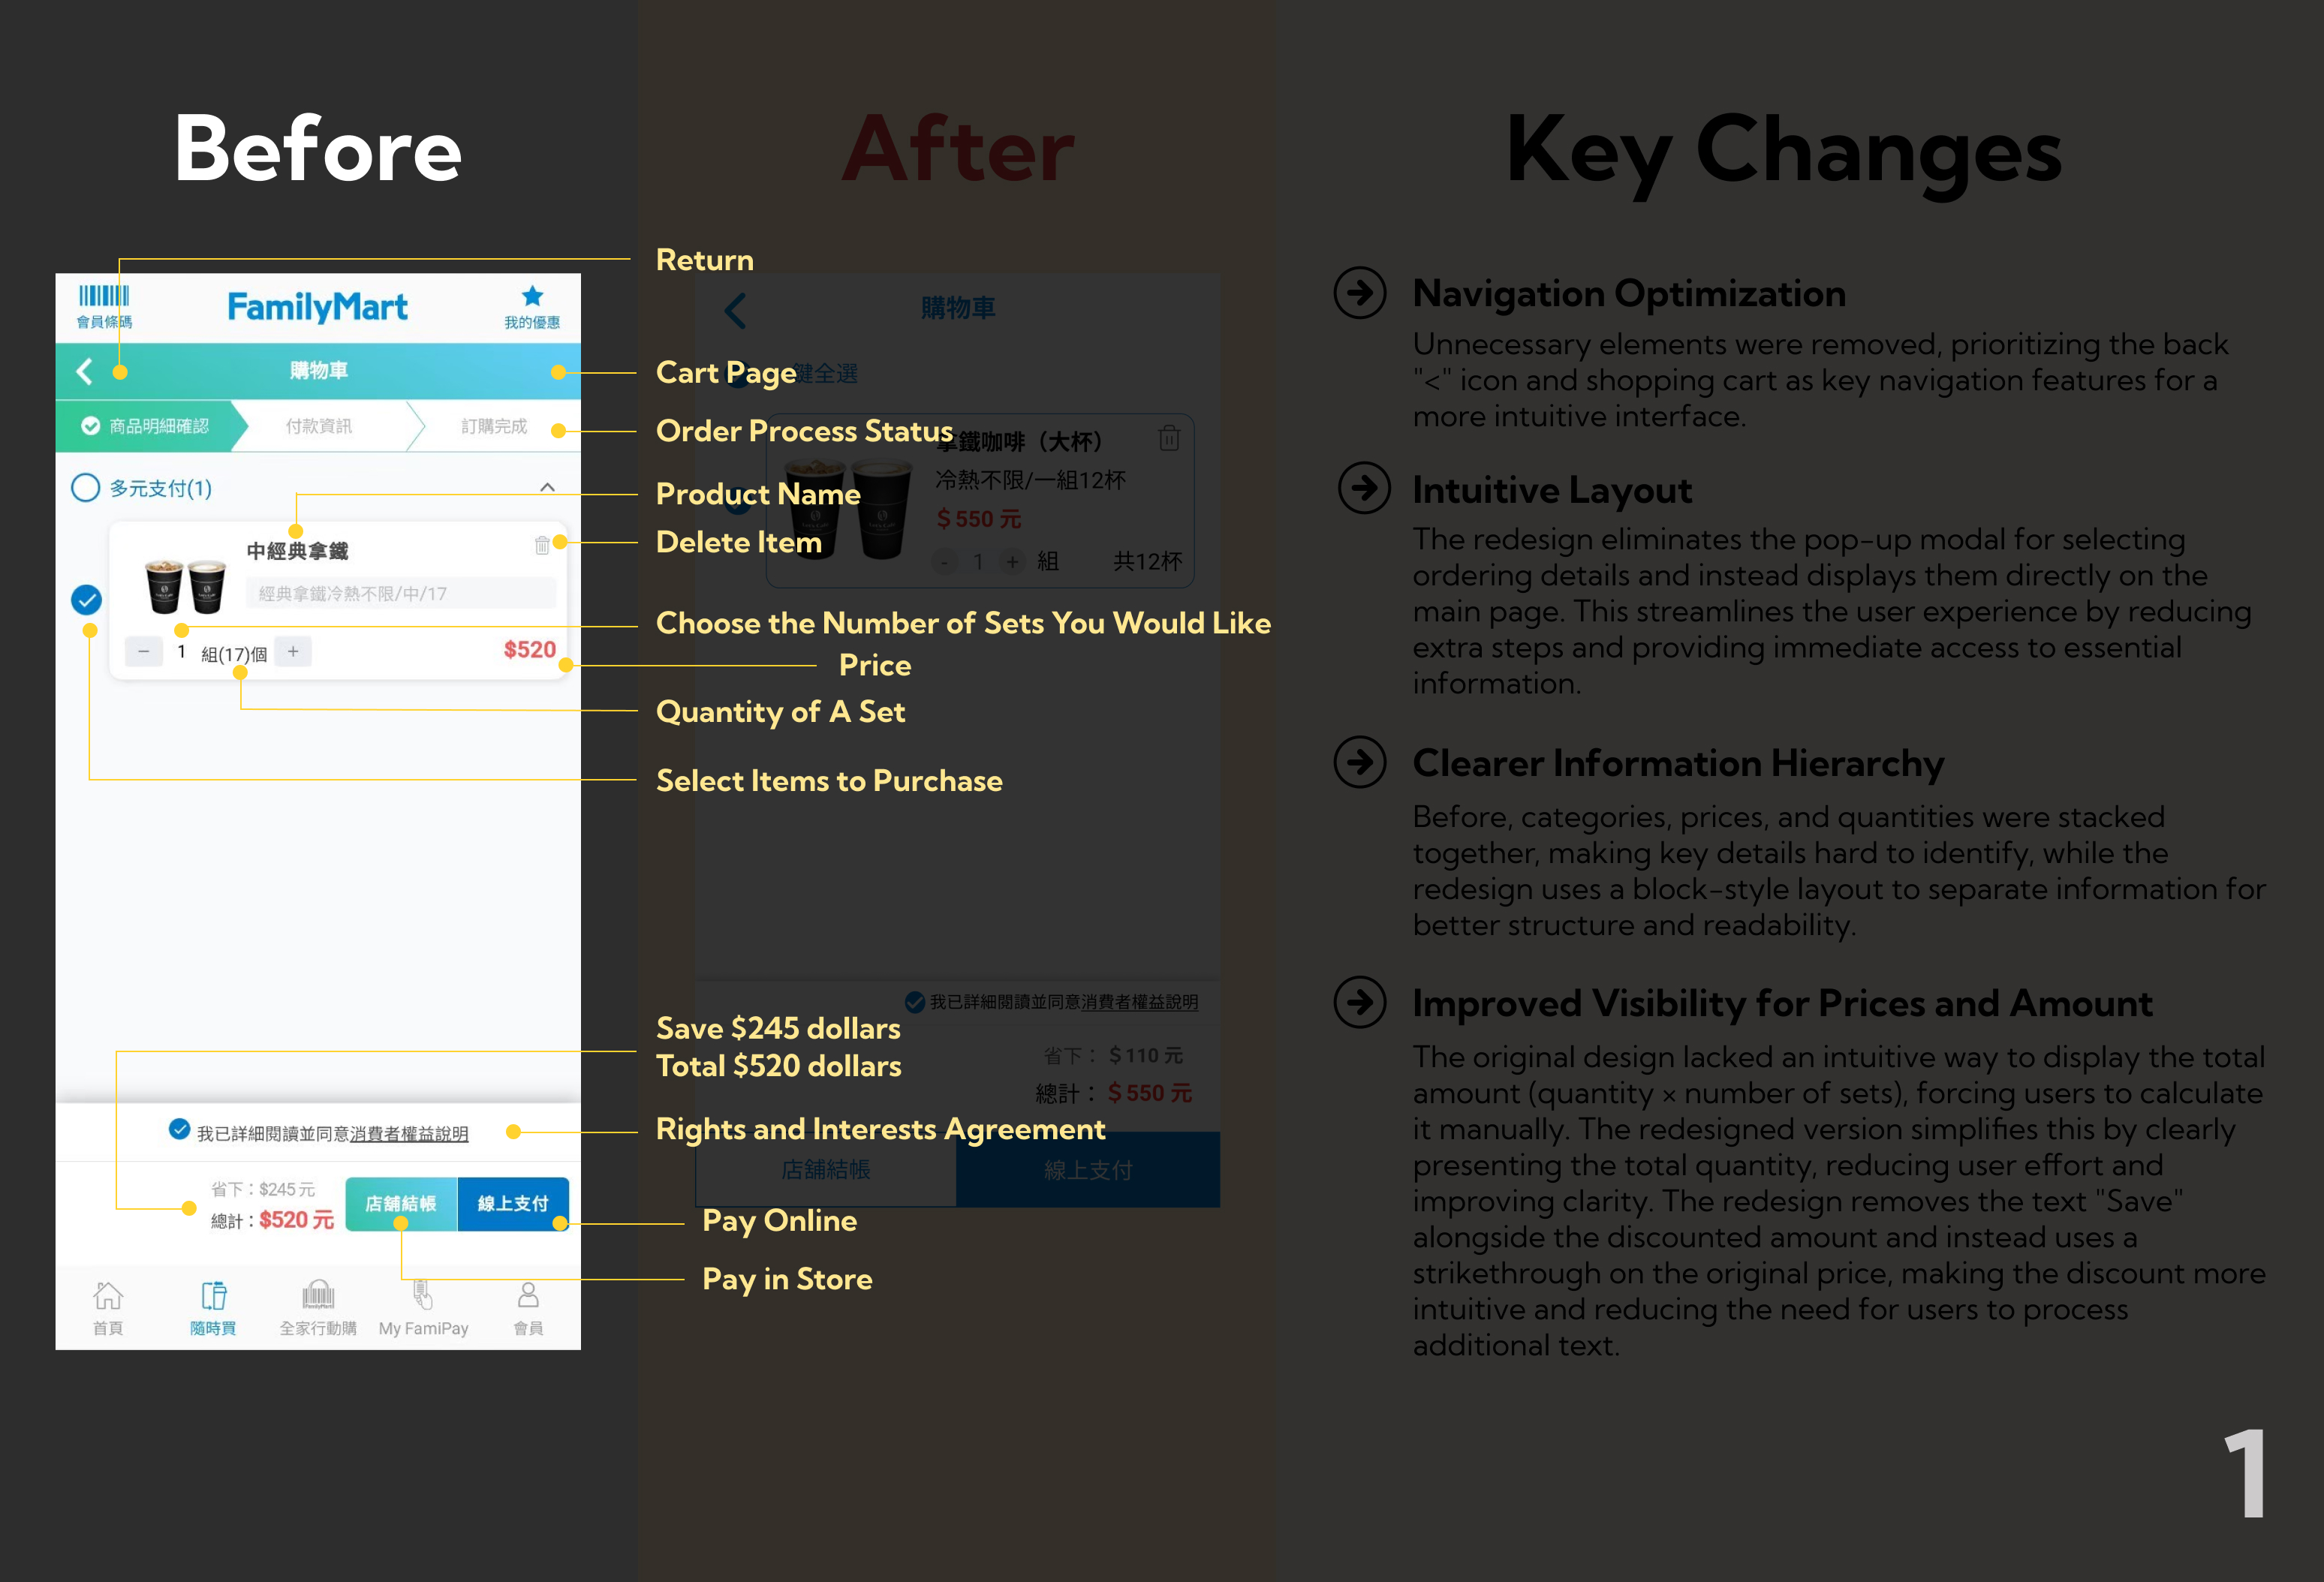 Before
After
Key Changes
會員條碼
FamilyMart
我的優惠
購物車
商品明細確認
付款資訊
訂購完成
多元支付(1)
中經典拿鐵
經典拿鐵冷熱不限/中/17
− 1 組(17)個 +
$520
我已詳細閱讀並同意消費者權益說明
省下：$245元
總計：$520 元
店舖結帳
線上支付
首頁
隨時買
全家行動購
My FamiPay
會員
Return
Cart Page
Order Process Status
Product Name
Delete Item
Choose the Number of Sets You Would Like
Price
Quantity of A Set
Select Items to Purchase
Save $245 dollars
Total $520 dollars
Rights and Interests Agreement
Pay Online
Pay in Store
購物車
鍵全選
拿鐵咖啡（大杯）
冷熱不限/一組12杯
$ 550 元
- 1 + 組
共12杯
我已詳細閱讀並同意消費者權益說明
省下： $ 110 元
總計： $ 550 元
店舖結帳
線上支付
Navigation Optimization
Unnecessary elements were removed, prioritizing the back
"<" icon and shopping cart as key navigation features for a
more intuitive interface.
Intuitive Layout
The redesign eliminates the pop-up modal for selecting
ordering details and instead displays them directly on the
main page. This streamlines the user experience by reducing
extra steps and providing immediate access to essential
information.
Clearer Information Hierarchy
Before, categories, prices, and quantities were stacked
together, making key details hard to identify, while the
redesign uses a block-style layout to separate information for
better structure and readability.
Improved Visibility for Prices and Amount
The original design lacked an intuitive way to display the total
amount (quantity × number of sets), forcing users to calculate
it manually. The redesigned version simplifies this by clearly
presenting the total quantity, reducing user effort and
improving clarity. The redesign removes the text "Save"
alongside the discounted amount and instead uses a
strikethrough on the original price, making the discount more
intuitive and reducing the need for users to process
additional text.
1